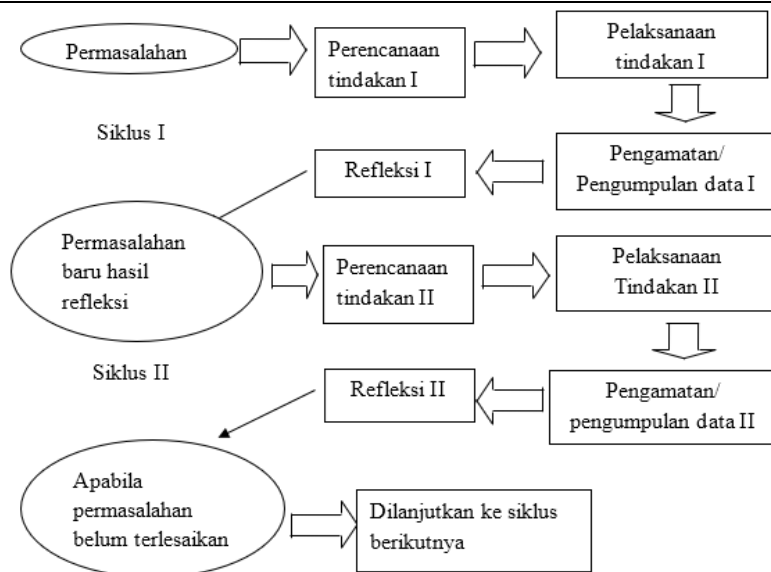 Permasalahan
Perencanaan
tindakan I
Pelaksanaan
tindakan I
Siklus I
Refleksi I
Pengamatan/
Pengumpulan data I
Permasalahan
baru hasil
refleksi
Perencanaan
tindakan II
Pelaksanaan
Tindakan II
Siklus II
Refleksi II
Pengamatan/
pengumpulan data II
Apabila
permasalahan
belum terlesaikan
Dilanjutkan ke siklus
berikutnya